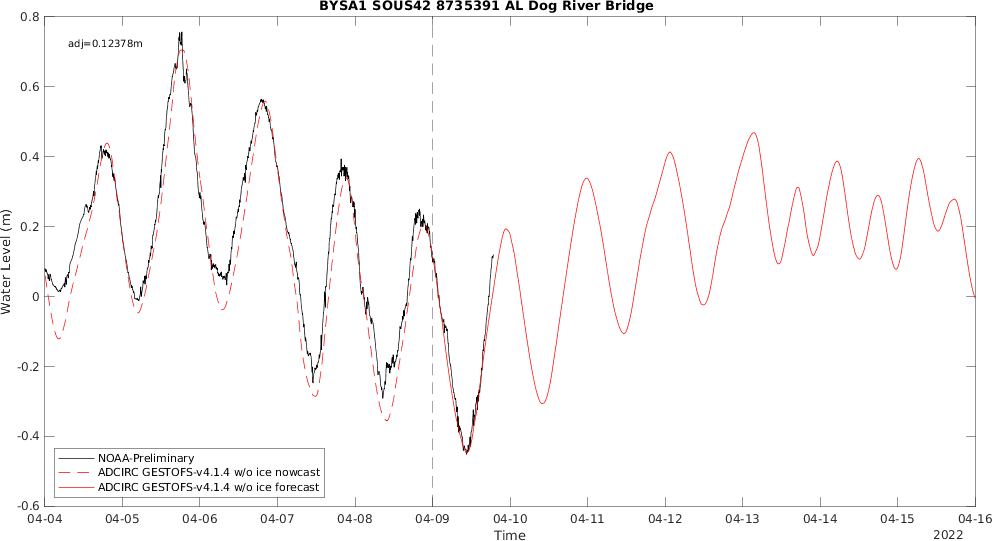 BYSA1 SOUS42 8735391 AL Dog River Bridge
adj=0.12378m
0.8
0.6
0.4
0.2
0
-0.2
-0.4
-0.6
Water Level (m)
NOAA-Preliminary
ADCIRC GESTOFS-v4.1.4 w/o ice nowcast
ADCIRC GESTOFS-v4.1.4 w/o ice forecast
04-04 04-05 04-06 04-07 04-08 04-09 04-10 04-11 04-12 04-13 04-14 04-15 04-16
Time
2022